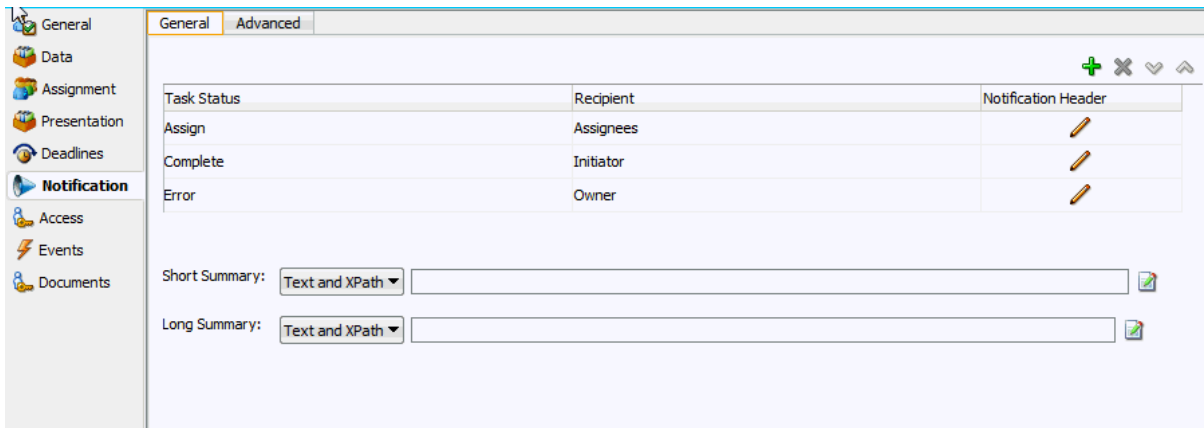 General
Data
Assignment
Presentation
Deadlines
Notification
Access
Events
Documents
General Advanced
Task Status Recipient Notification Header
Assign Assignees
Complete Initiator
Error Owner
Short Summary: Text and XPath
Long Summary: Text and XPath